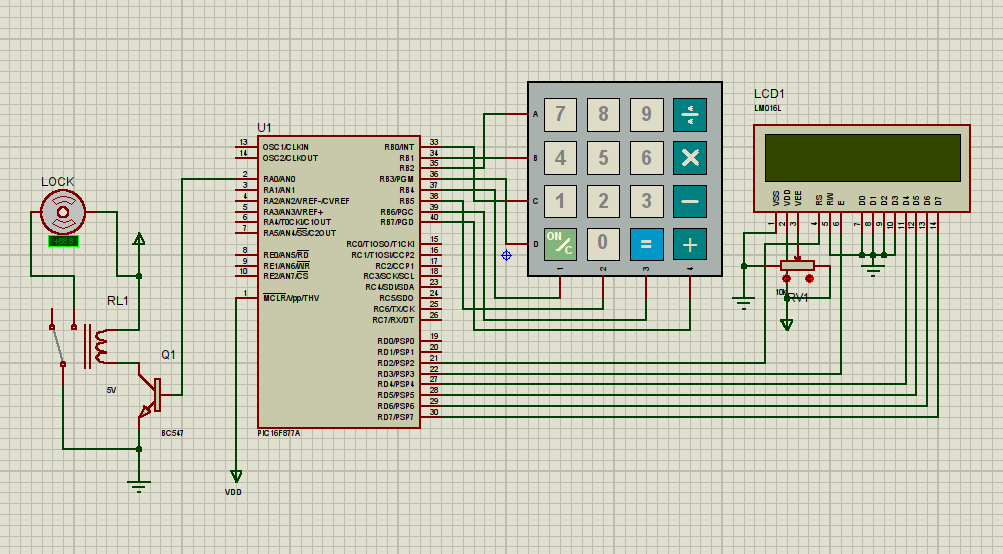 LOCK
RL1
5V
Q1
BC547
U1
13 OSC1/CLKIN
14 OSC2/CLKOUT
2 RA0/AN0
3 RA1/AN1
4 RA2/AN2/VREF-/CVREF
5 RA3/AN3/VREF+
6 RA4/T0CKI/C1OUT
7 RA5/AN4/SS/C2OUT
8 RE0/AN5/RD
9 RE1/AN6/WR
10 RE2/AN7/CS
1 MCLR/Vpp/THV
RB0/INT 33
RB1 34
RB2 35
RB3/PGM 36
RB4 37
RB5 38
RB6/PGC 39
RB7/PGD 40
RC0/T1OSO/T1CKI 15
RC1/T1OSI/CCP2 16
RC2/CCP1 17
RC3/SCK/SCL 18
RC4/SDI/SDA 23
RC5/SDO 24
RC6/TX/CK 25
RC7/RX/DT 26
RD0/PSP0 19
RD1/PSP1 20
RD2/PSP2 21
RD3/PSP3 22
RD4/PSP4 27
RD5/PSP5 28
RD6/PSP6 29
RD7/PSP7 30
PIC16F877A
VDD
A 7 8 9 ÷
B 4 5 6 ×
C 1 2 3 −
D ON/C 0 = +
1 2 3 4
LCD1
LM016L
VSS VDD VEE RS RW E D0 D1 D2 D3 D4 D5 D6 D7
1 2 3 4 5 6 7 8 9 10 11 12 13 14
RV1